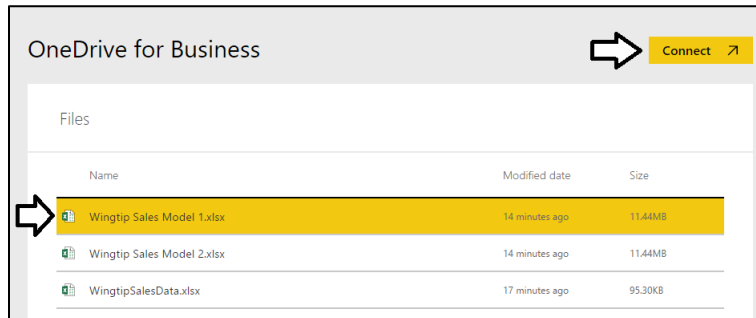 OneDrive for Business
Connect
Files
Name Modified date Size
Wingtip Sales Model 1.xlsx 14 minutes ago 11.44MB
Wingtip Sales Model 2.xlsx 14 minutes ago 11.44MB
WingtipSalesData.xlsx 17 minutes ago 95.30KB